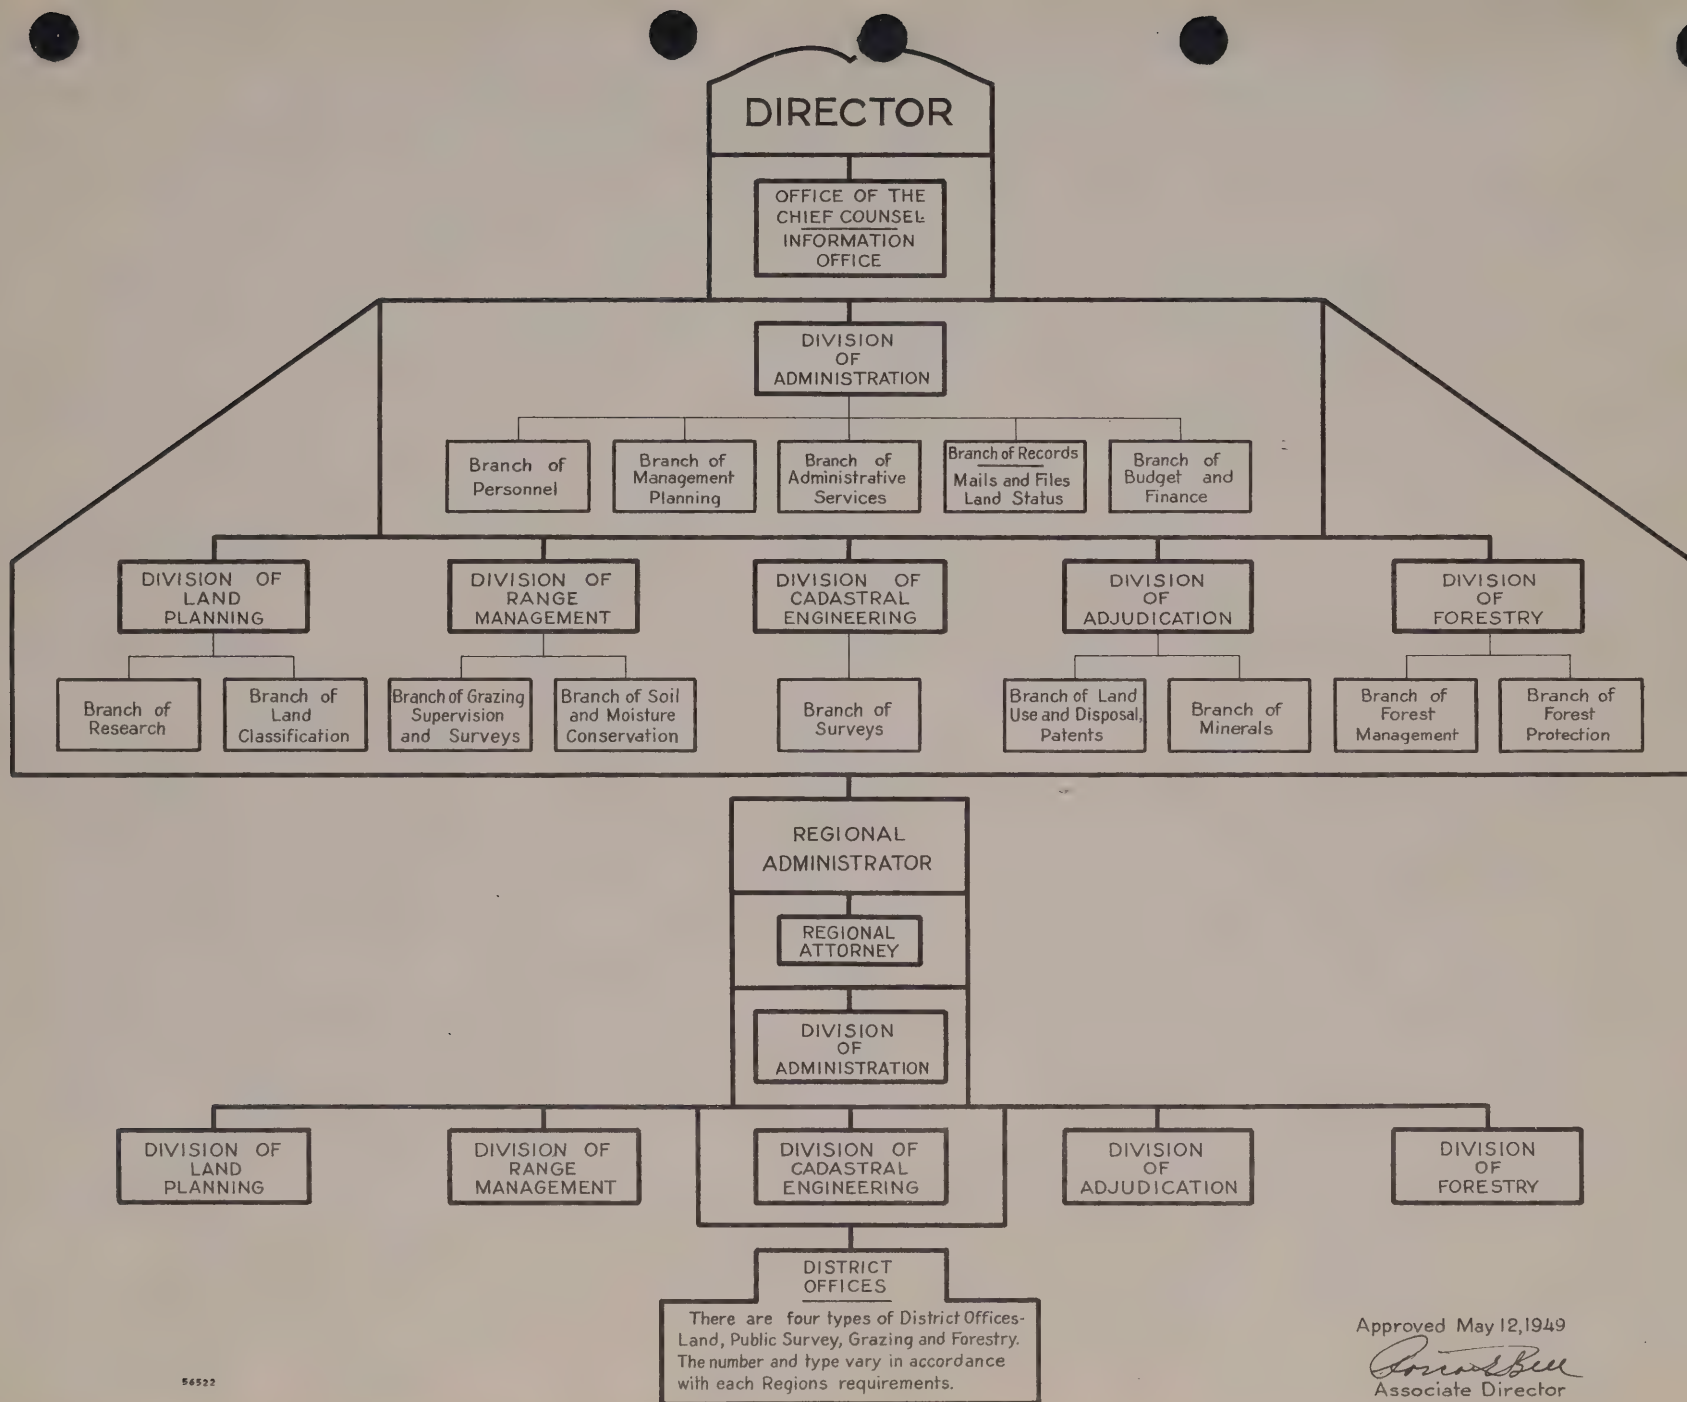 DIRECTOR
OFFICE OF THE
CHIEF COUNSEL
INFORMATION
OFFICE
DIVISION
OF
ADMINISTRATION
Branch of
Personnel
Branch of
Management
Planning
Branch of
Administrative
Services
Branch of Records
Mails and Files
Land Status
Branch of
Budget and
Finance
DIVISION OF
LAND
PLANNING
DIVISION OF
RANGE
MANAGEMENT
DIVISION OF
CADASTRAL
ENGINEERING
DIVISION
OF
ADJUDICATION
DIVISION
OF
FORESTRY
Branch of
Research
Branch of
Land
Classification
Branch of Grazing
Supervision
and Surveys
Branch of Soil
and Moisture
Conservation
Branch of
Surveys
Branch of Land
Use and Disposal,
Patents
Branch of
Minerals
Branch of
Forest
Management
Branch of
Forest
Protection
REGIONAL
ADMINISTRATOR
REGIONAL
ATTORNEY
DIVISION
OF
ADMINISTRATION
DIVISION OF
LAND
PLANNING
DIVISION OF
RANGE
MANAGEMENT
DIVISION OF
CADASTRAL
ENGINEERING
DIVISION
OF
ADJUDICATION
DIVISION
OF
FORESTRY
DISTRICT
OFFICES
There are four types of District Offices-
Land, Public Survey, Grazing and Forestry.
The number and type vary in accordance
with each Regions requirements.
Approved May 12, 1949
Associate Director
56522